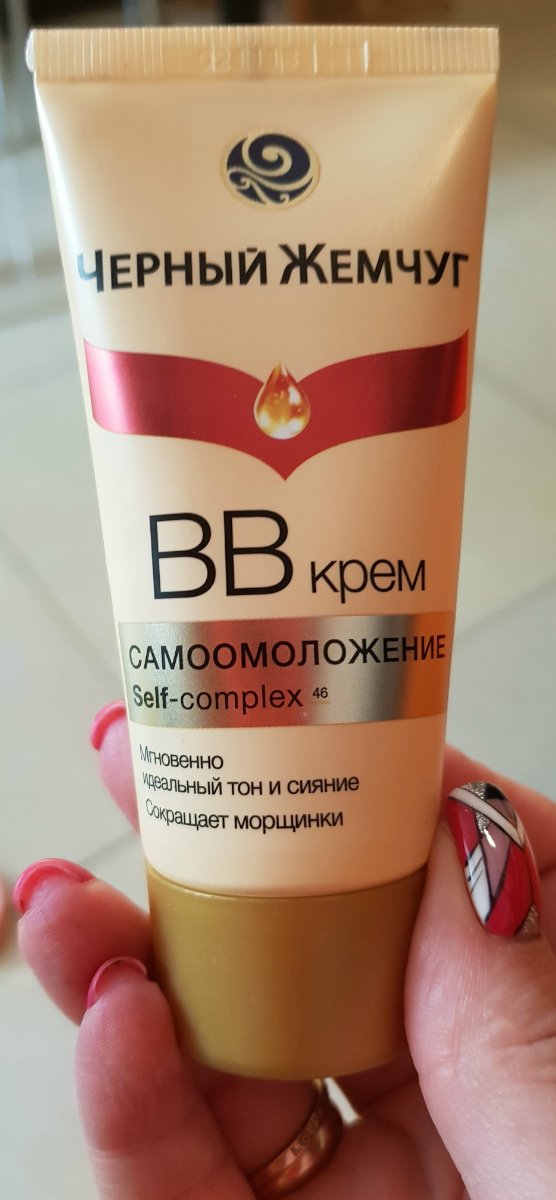 ЧЕРНЫЙ ЖЕМЧУГ
BB крем
САМООМОЛОЖЕНИЕ
Self-complex 46
Мгновенно
идеальный тон и сияние
Сокращает морщинки